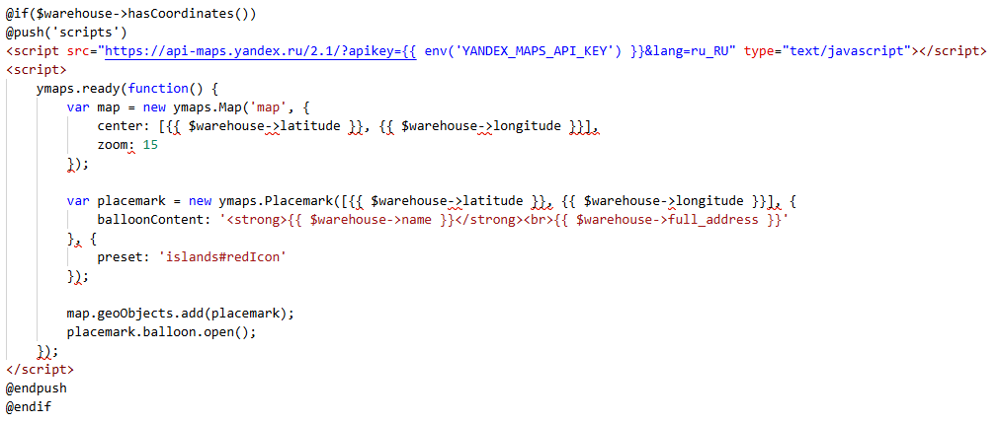 @if($warehouse->hasCoordinates())
@push('scripts')
<script src="https://api-maps.yandex.ru/2.1/?apikey={{ env('YANDEX_MAPS_API_KEY') }}&lang=ru_RU" type="text/javascript"></script>
<script>
    ymaps.ready(function() {
        var map = new ymaps.Map('map', {
            center: [{{ $warehouse->latitude }}, {{ $warehouse->longitude }}],
            zoom: 15
        });

        var placemark = new ymaps.Placemark([{{ $warehouse->latitude }}, {{ $warehouse->longitude }}], {
            balloonContent: '<strong>{{ $warehouse->name }}</strong><br>{{ $warehouse->full_address }}'
        }, {
            preset: 'islands#redIcon'
        });

        map.geoObjects.add(placemark);
        placemark.balloon.open();
    });
</script>
@endpush
@endif